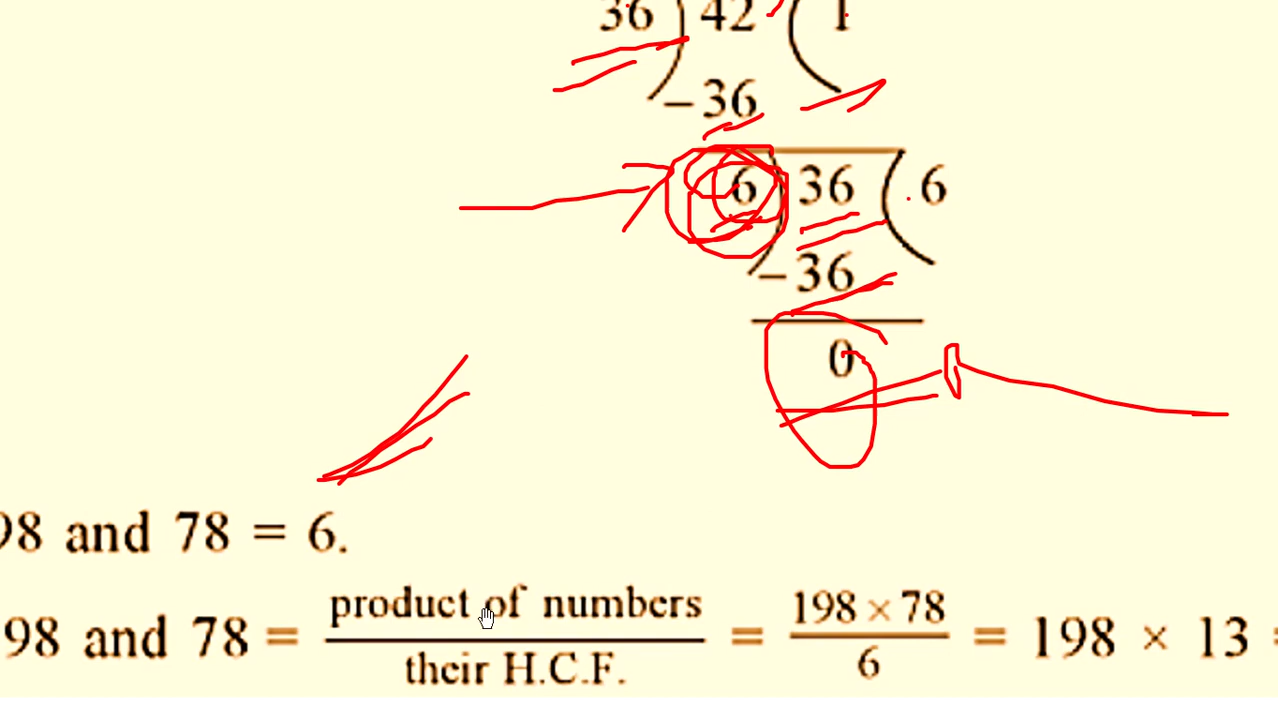 36 ) 42 ( 1
−36
6 ) 36 ( 6
−36
0
98 and 78 = 6.
98 and 78 = product of numbers / their H.C.F. = 198 × 78 / 6 = 198 × 13 =